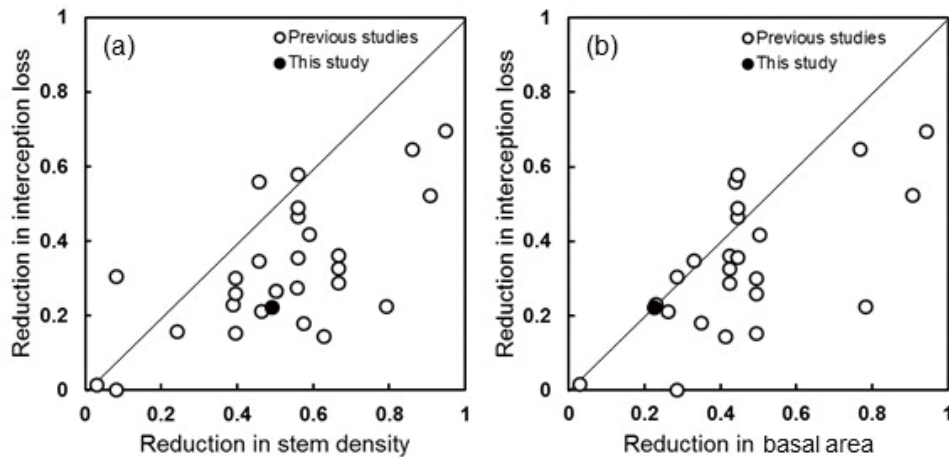 (a)
Previous studies
This study
Reduction in interception loss
1
0.8
0.6
0.4
0.2
0
0 0.2 0.4 0.6 0.8 1
Reduction in stem density
(b)
Previous studies
This study
Reduction in interception loss
1
0.8
0.6
0.4
0.2
0
0 0.2 0.4 0.6 0.8 1
Reduction in basal area